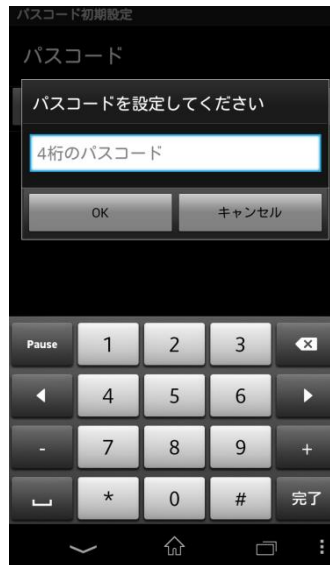 パスコード初期設定
パスコード
パスコードを設定してください
4桁のパスコード
OK キャンセル
Pause 1 2 3
4 5 6
- 7 8 9 +
* 0 # 完了